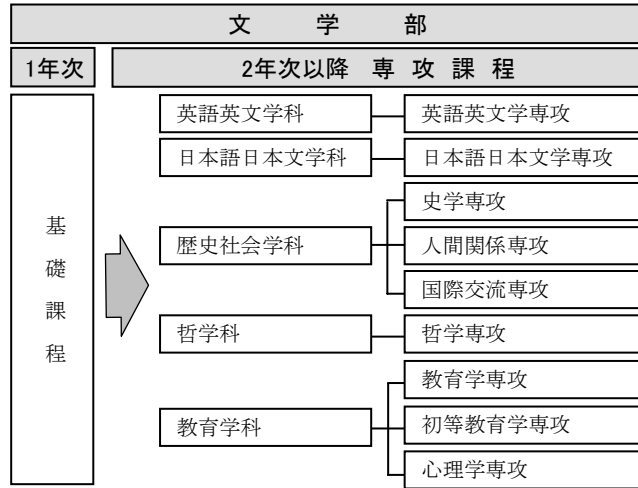 文学部
1年次
2年次以降 専攻課程
基礎課程
英語英文学科
英語英文学専攻
日本語日本文学科
日本語日本文学専攻
歴史社会学科
史学専攻
人間関係専攻
国際交流専攻
哲学科
哲学専攻
教育学科
教育学専攻
初等教育学専攻
心理学専攻